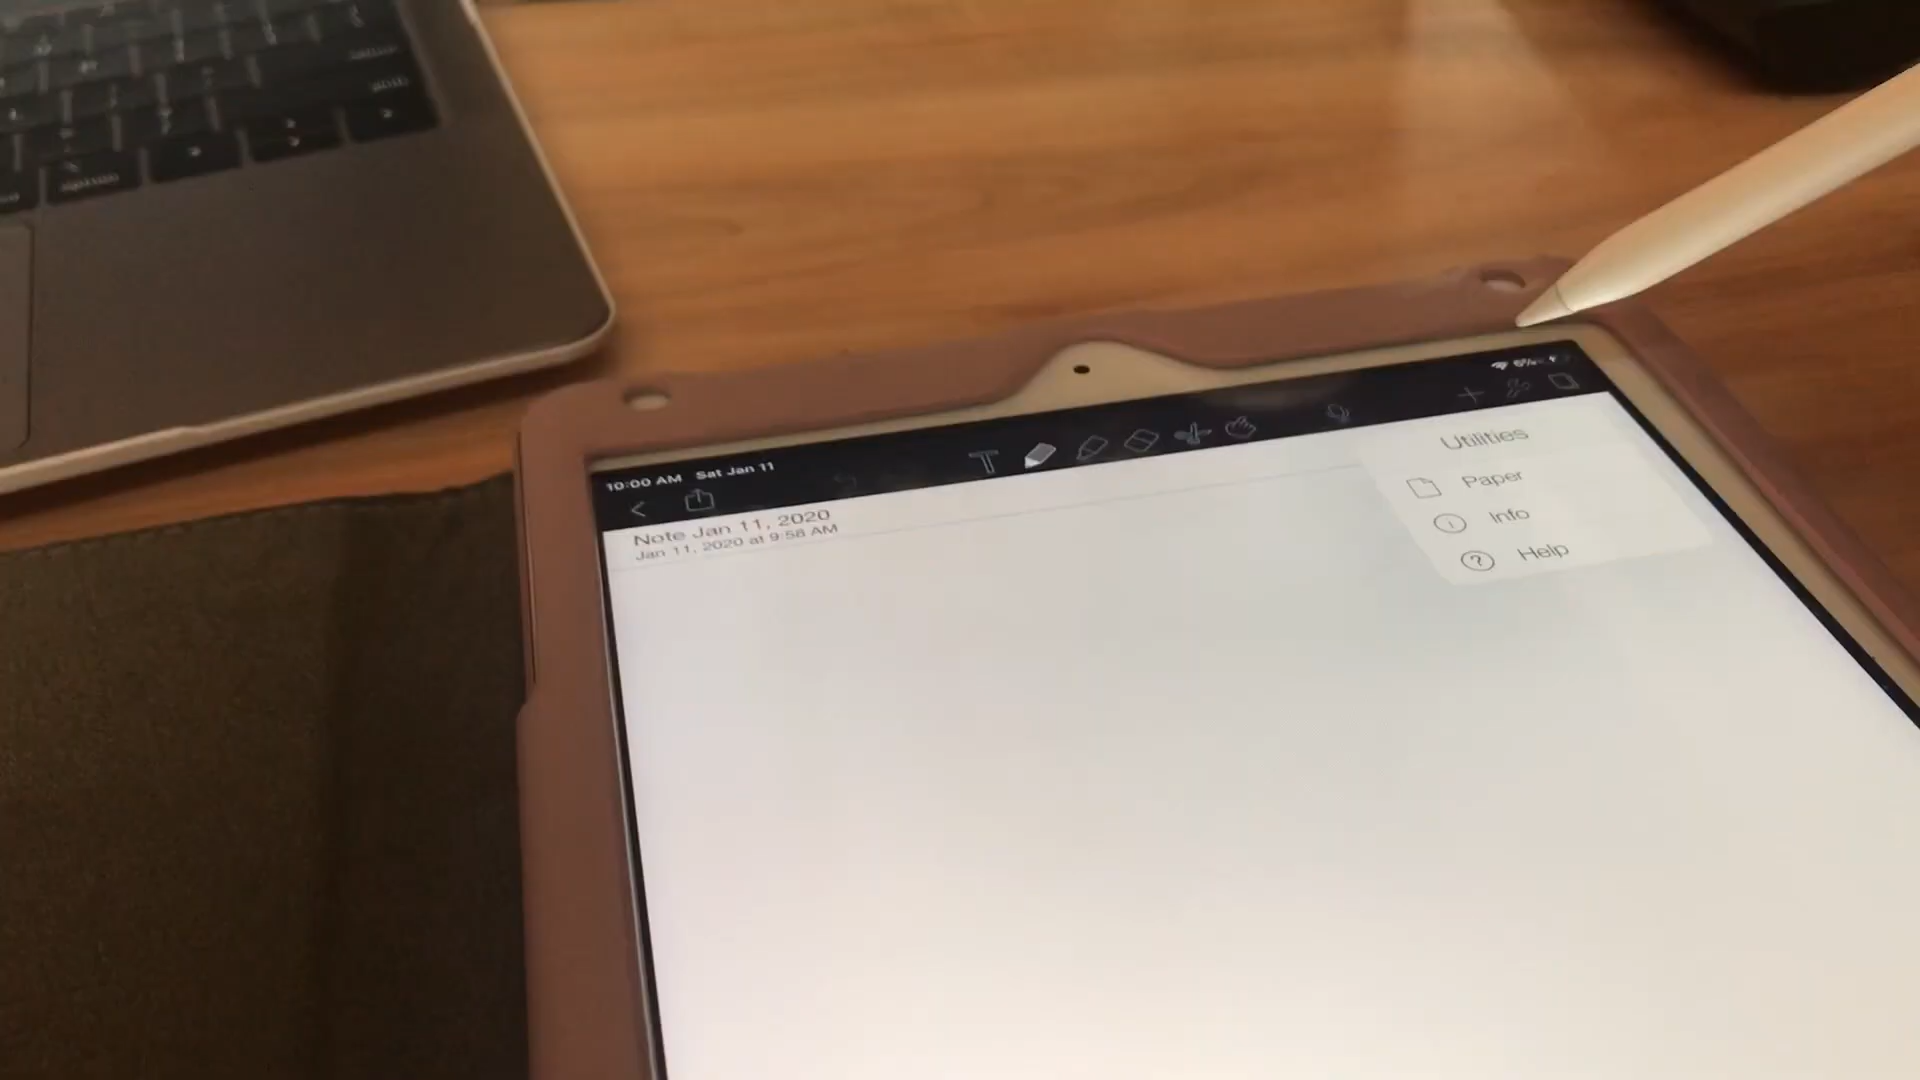 option
10:00 AM Sat Jan 11
Note Jan 11, 2020
Jan 11, 2020 at 9:58 AM
Utilities
Paper
Info
Help